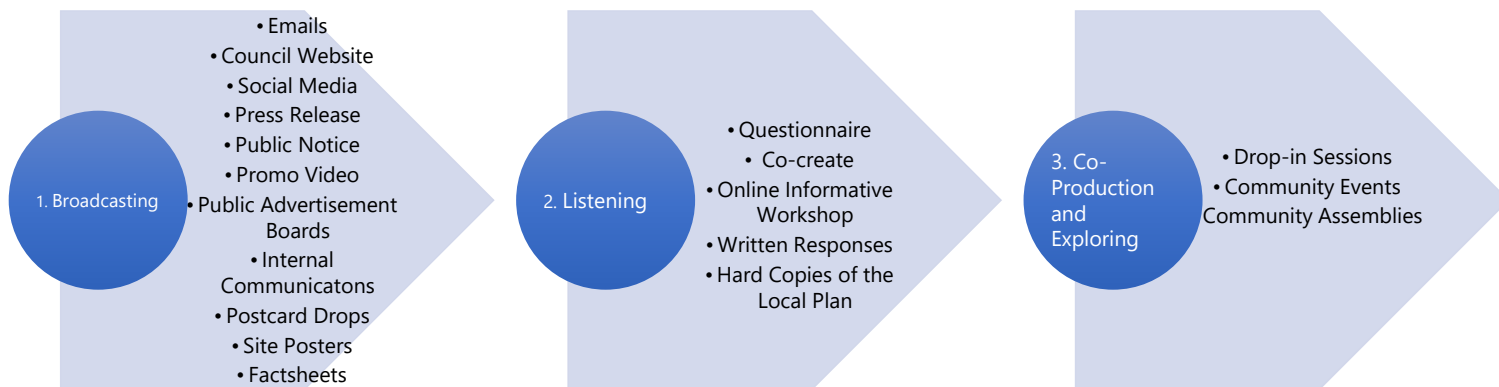 1. Broadcasting
• Emails
• Council Website
• Social Media
• Press Release
• Public Notice
• Promo Video
• Public Advertisement
Boards
• Internal
Communicatons
• Postcard Drops
• Site Posters
• Factsheets
2. Listening
• Questionnaire
• Co-create
• Online Informative
Workshop
• Written Responses
• Hard Copies of the
Local Plan
3. Co-
Production
and
Exploring
• Drop-in Sessions
• Community Events
Community Assemblies